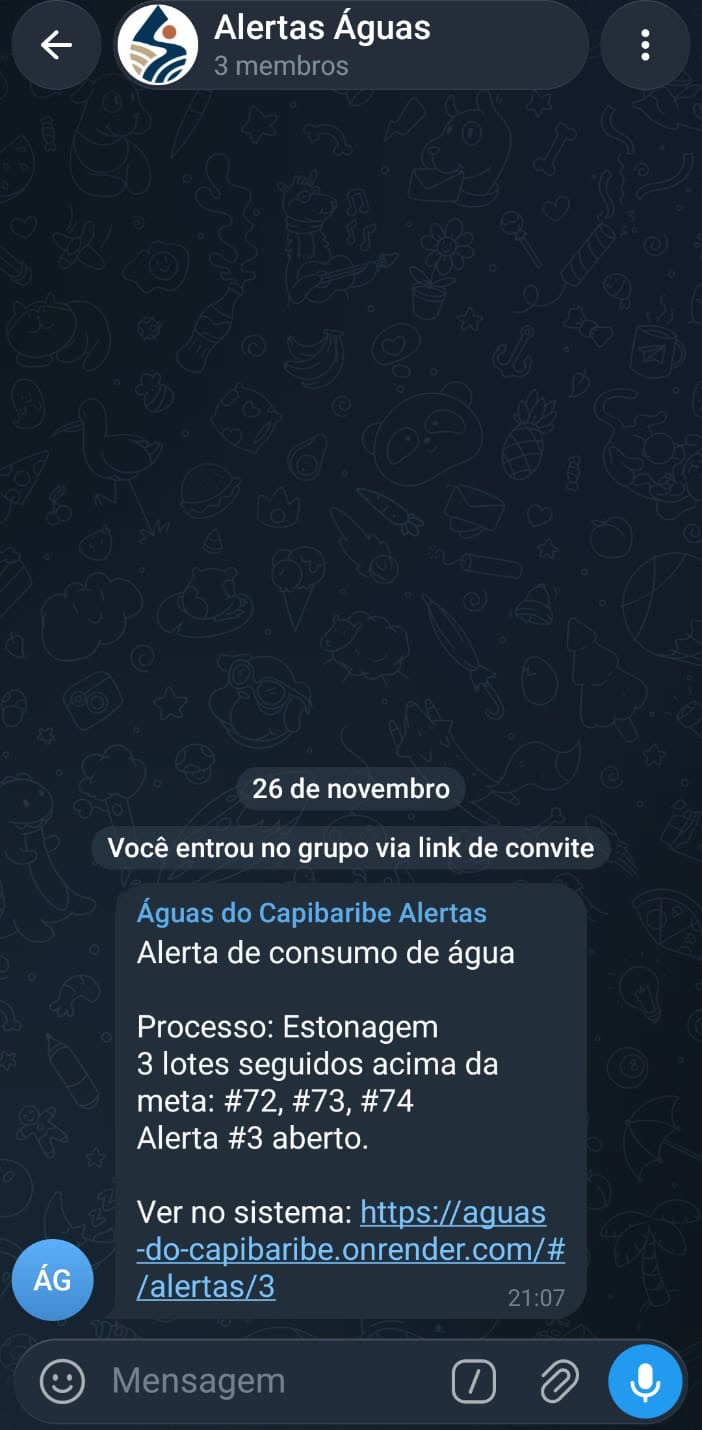 Alertas Águas
3 membros
26 de novembro
Você entrou no grupo via link de convite
Águas do Capibaribe Alertas
Alerta de consumo de água
Processo: Estonagem
3 lotes seguidos acima da
meta: #72, #73, #74
Alerta #3 aberto.
Ver no sistema: https://aguas
-do-capibaribe.onrender.com/#
/alertas/3
21:07
ÁG
Mensagem